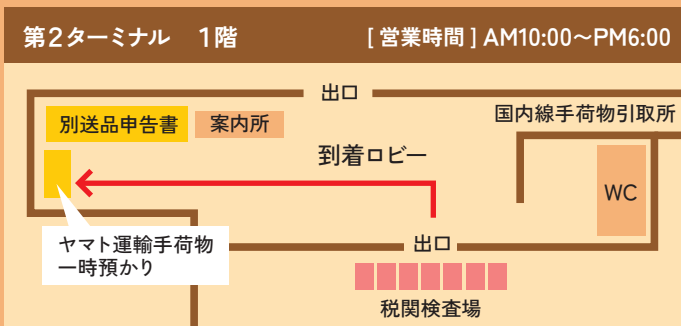 第2ターミナル　1階
[ 営業時間 ] AM10:00〜PM6:00
出口
国内線手荷物引取所
別送品申告書
案内所
到着ロビー
WC
ヤマト運輸手荷物
一時預かり
出口
税関検査場